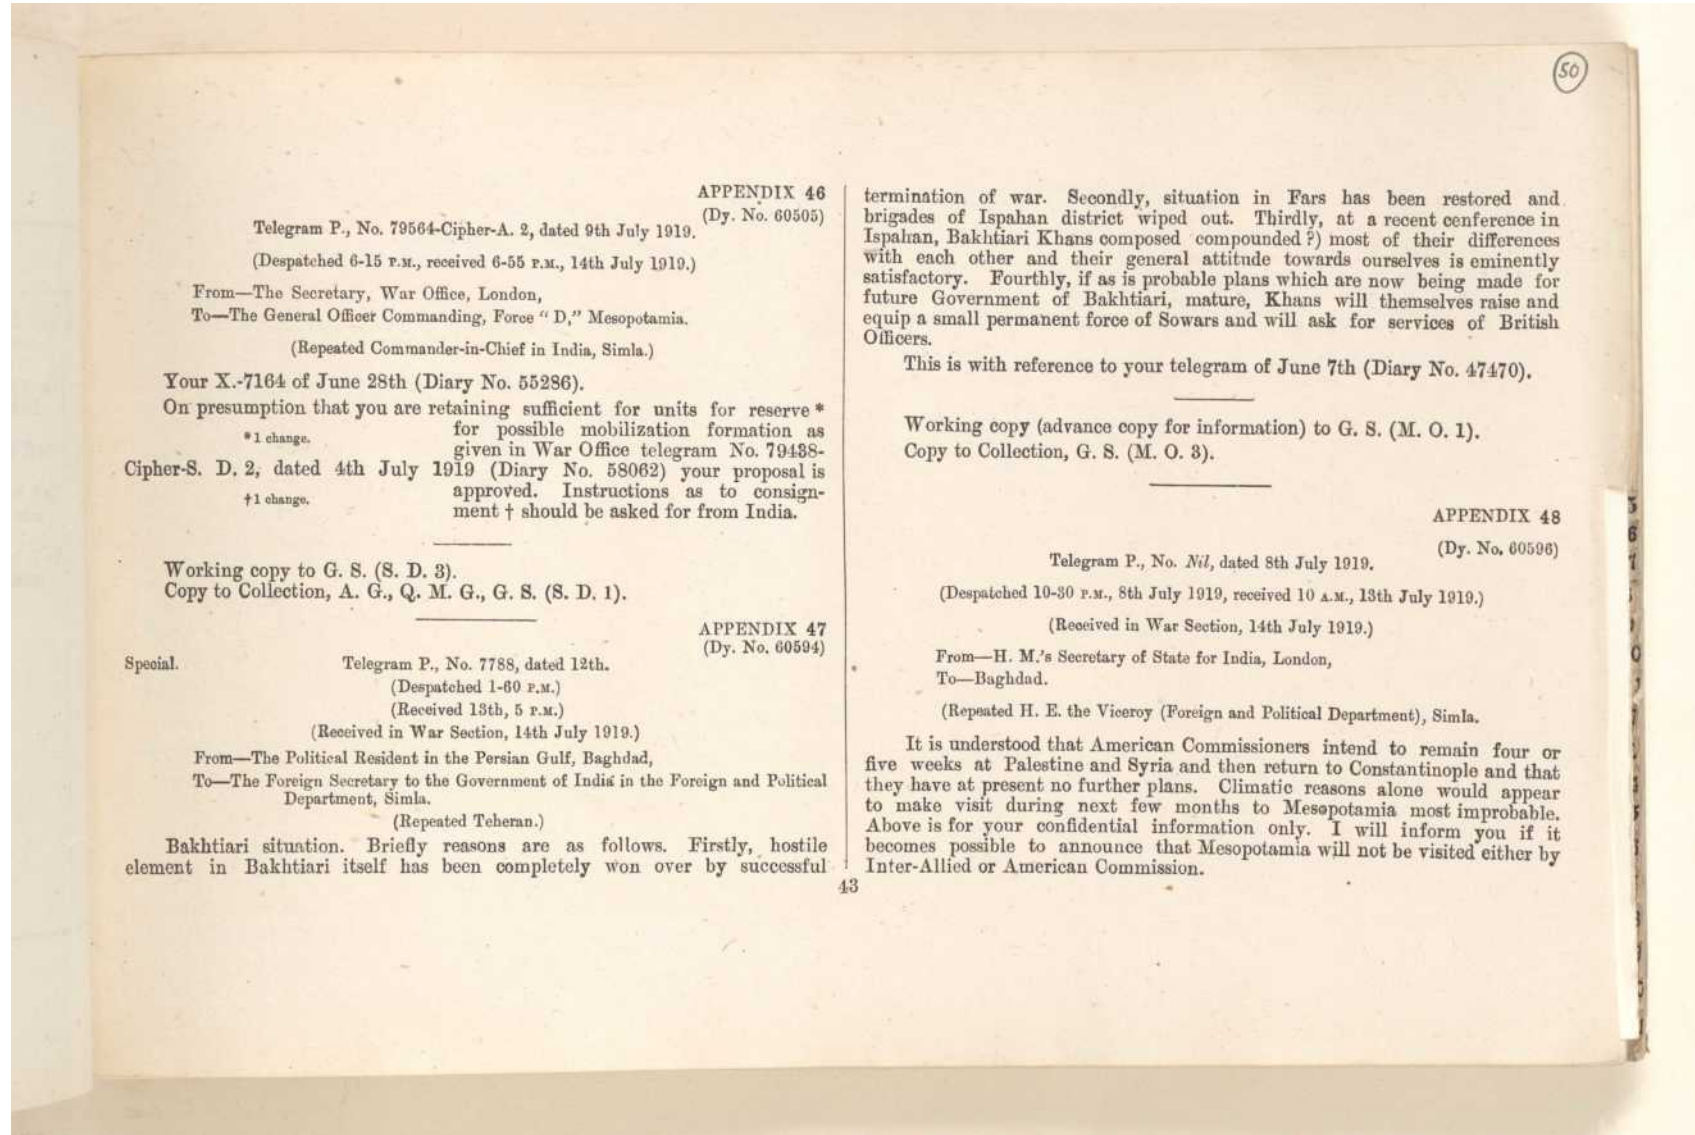 50
APPENDIX 46
(Dy. No. 60505)
Telegram P., No. 79564-Cipher-A. 2, dated 9th July 1919.
(Despatched 6-15 P.M., received 6-55 P.M., 14th July 1919.)
From—The Secretary, War Office, London,
To—The General Officer Commanding, Force "D," Mesopotamia.
(Repeated Commander-in-Chief in India, Simla.)
Your X.-7164 of June 28th (Diary No. 55286).
On presumption that you are retaining sufficient for units for reserve *
for possible mobilization formation as
* 1 change.
given in War Office telegram No. 79438-
Cipher-S. D. 2, dated 4th July 1919 (Diary No. 58062) your proposal is
approved. Instructions as to consign-
† 1 change.
ment † should be asked for from India.
Working copy to G. S. (S. D. 3).
Copy to Collection, A. G., Q. M. G., G. S. (S. D. 1).
APPENDIX 47
(Dy. No. 60594)
Special.
Telegram P., No. 7788, dated 12th.
(Despatched 1-60 P.M.)
(Received 13th, 5 P.M.)
(Received in War Section, 14th July 1919.)
From—The Political Resident in the Persian Gulf, Baghdad,
To—The Foreign Secretary to the Government of India in the Foreign and Political
Department, Simla.
(Repeated Teheran.)
Bakhtiari situation. Briefly reasons are as follows. Firstly, hostile
element in Bakhtiari itself has been completely won over by successful
termination of war. Secondly, situation in Fars has been restored and
brigades of Ispahan district wiped out. Thirdly, at a recent cenference in
Ispahan, Bakhtiari Khans composed compounded ?) most of their differences
with each other and their general attitude towards ourselves is eminently
satisfactory. Fourthly, if as is probable plans which are now being made for
future Government of Bakhtiari, mature, Khans will themselves raise and
equip a small permanent force of Sowars and will ask for services of British
Officers.
This is with reference to your telegram of June 7th (Diary No. 47470).
Working copy (advance copy for information) to G. S. (M. O. 1).
Copy to Collection, G. S. (M. O. 3).
APPENDIX 48
(Dy. No. 60596)
Telegram P., No. Nil, dated 8th July 1919.
(Despatched 10-30 P.M., 8th July 1919, received 10 A.M., 13th July 1919.)
(Received in War Section, 14th July 1919.)
From—H. M.'s Secretary of State for India, London,
To—Baghdad.
(Repeated H. E. the Viceroy (Foreign and Political Department), Simla.
It is understood that American Commissioners intend to remain four or
five weeks at Palestine and Syria and then return to Constantinople and that
they have at present no further plans. Climatic reasons alone would appear
to make visit during next few months to Mesopotamia most improbable.
Above is for your confidential information only. I will inform you if it
becomes possible to announce that Mesopotamia will not be visited either by
Inter-Allied or American Commission.
43